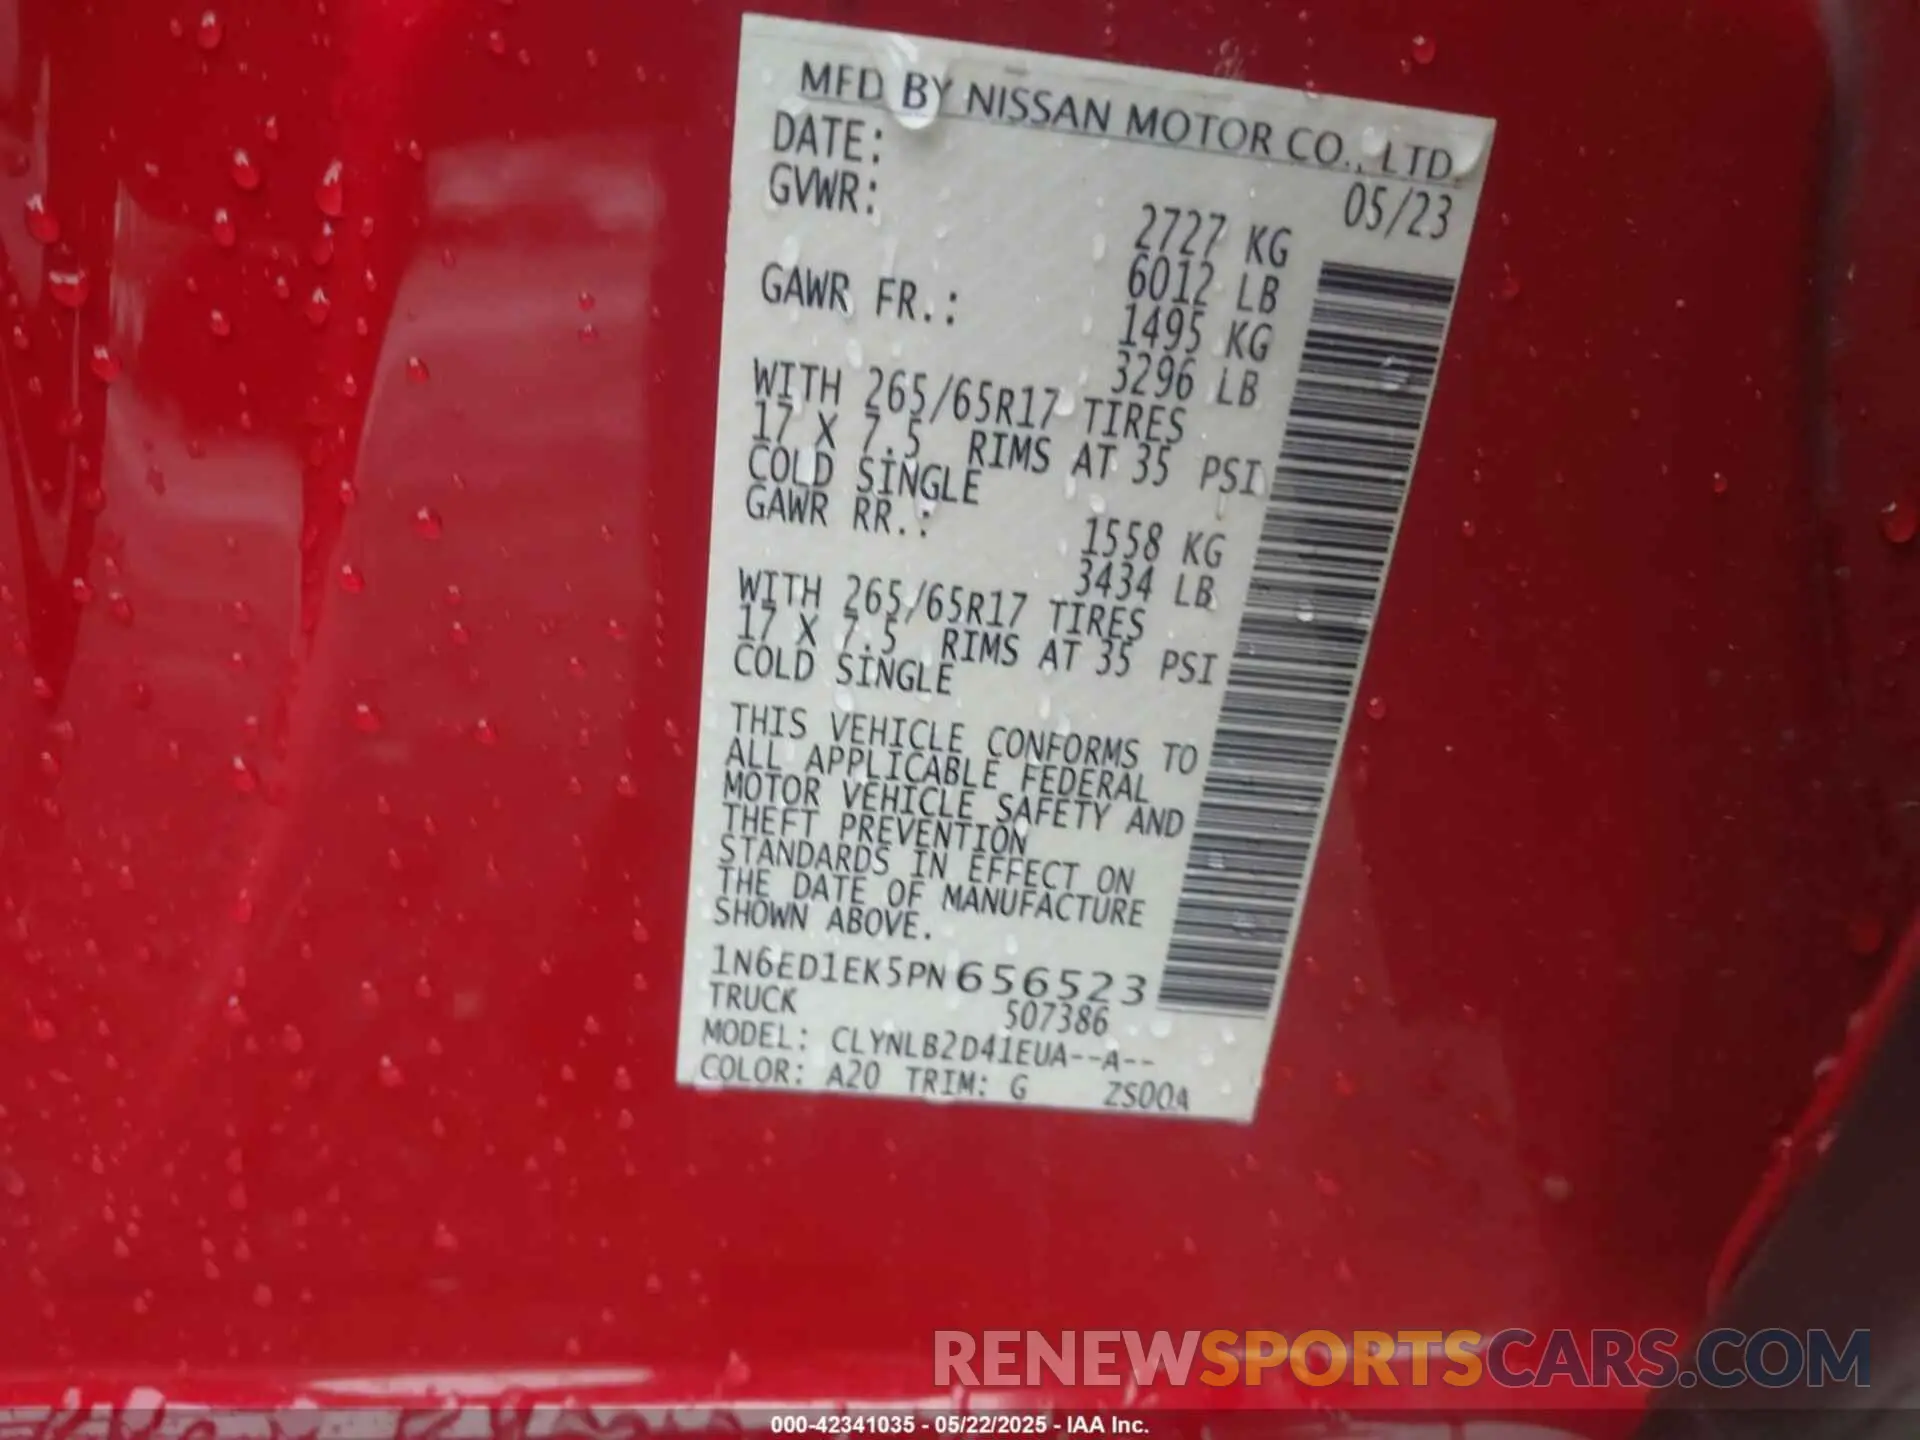 MFD BY NISSAN MOTOR CO., LTD.
DATE: 05/23
GVWR: 2727 KG
6012 LB
GAWR FR.: 1495 KG
3296 LB
WITH 265/65R17 TIRES
17 X 7.5 RIMS AT 35 PSI
COLD SINGLE
GAWR RR.: 1558 KG
3434 LB
WITH 265/65R17 TIRES
17 X 7.5 RIMS AT 35 PSI
COLD SINGLE
THIS VEHICLE CONFORMS TO
ALL APPLICABLE FEDERAL
MOTOR VEHICLE SAFETY AND
THEFT PREVENTION
STANDARDS IN EFFECT ON
THE DATE OF MANUFACTURE
SHOWN ABOVE.
1N6ED1EK5PN656523
TRUCK 507386
MODEL: CLYNLB2D41EUA--A--
COLOR: A20 TRIM: G ZS00A
RENEWSPORTSCARS.COM
000-42341035 - 05/22/2025 - IAA Inc.